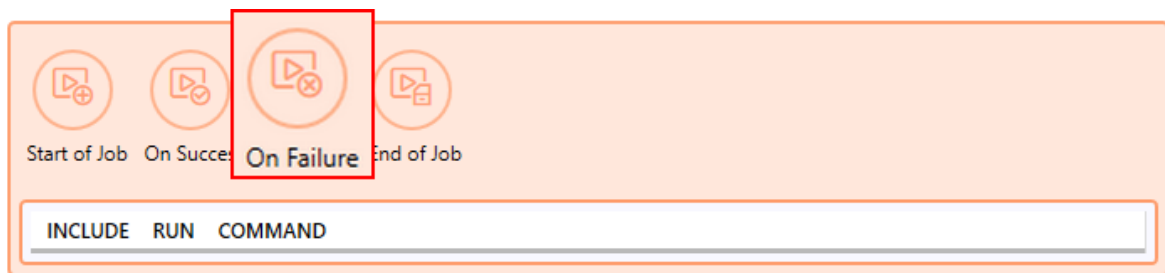 Start of Job On Succes On Failure End of Job
INCLUDE RUN COMMAND